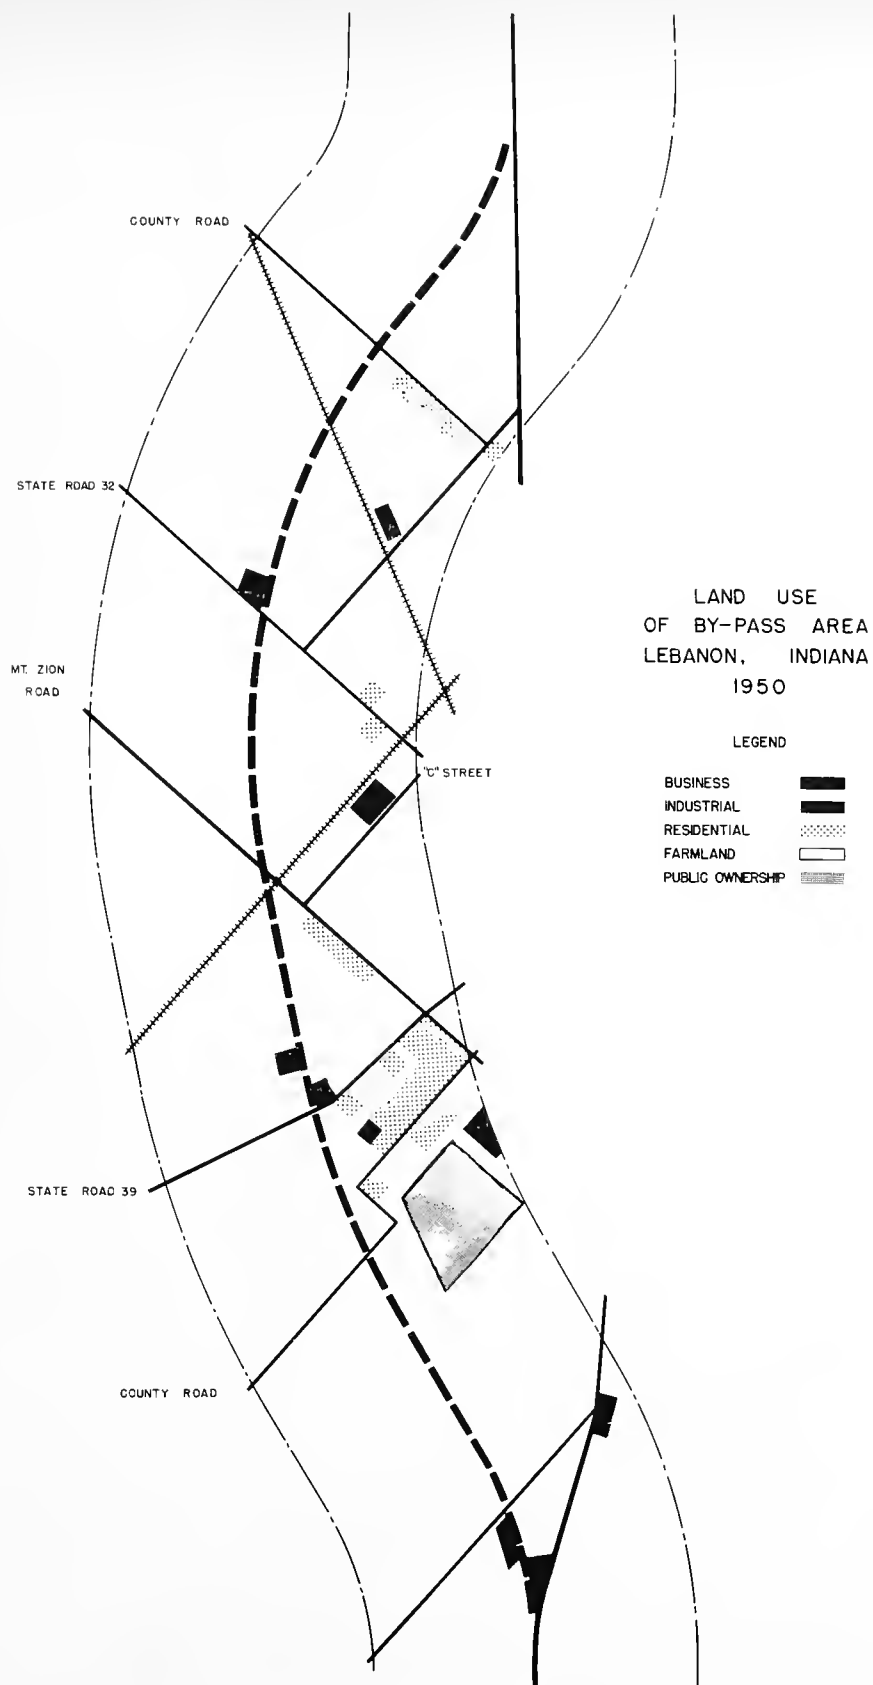 COUNTY ROAD
STATE ROAD 32
MT. ZION
ROAD
"C" STREET
STATE ROAD 39
COUNTY ROAD
LAND USE
OF BY-PASS AREA
LEBANON, INDIANA
1950
LEGEND
BUSINESS
INDUSTRIAL
RESIDENTIAL
FARMLAND
PUBLIC OWNERSHIP